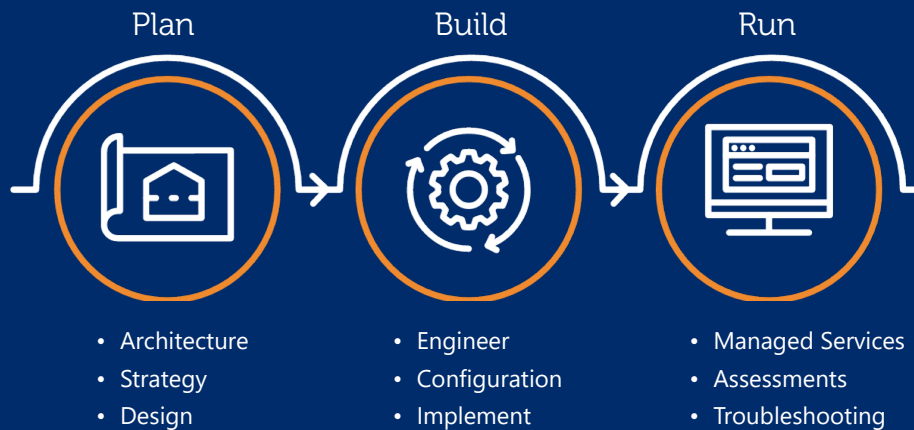 Plan
Build
Run
• Architecture
• Strategy
• Design
• Engineer
• Configuration
• Implement
• Managed Services
• Assessments
• Troubleshooting